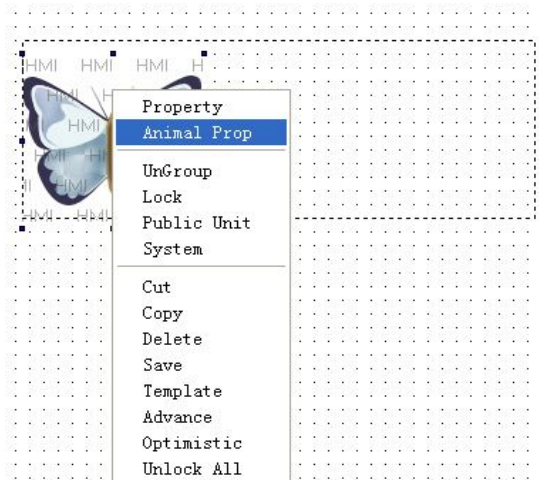 HMI HMI HMI H
HMI H
HMI
HMI HMI
I HMI
HMI HMI
Property
Animal Prop
UnGroup
Lock
Public Unit
System
Cut
Copy
Delete
Save
Template
Advance
Optimistic
Unlock All